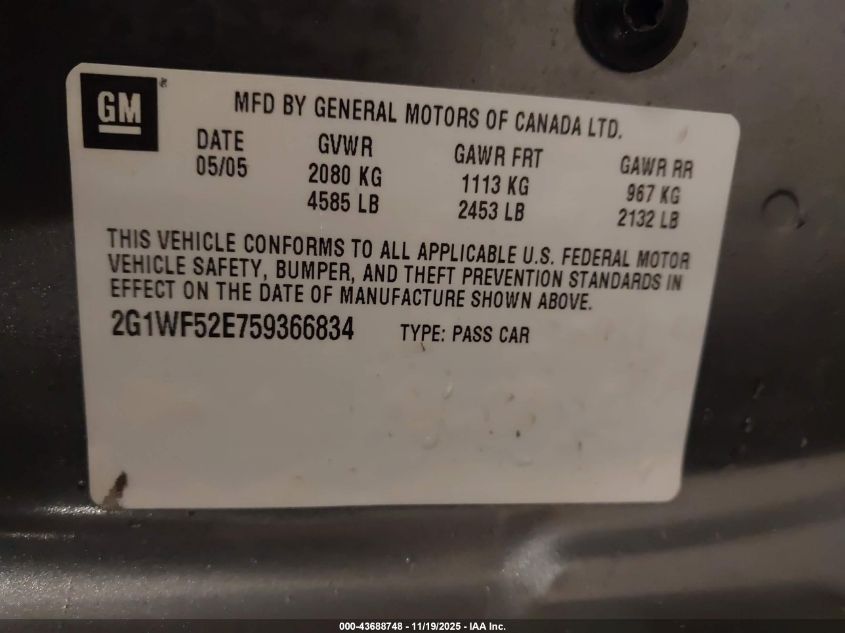 GM
MFD BY GENERAL MOTORS OF CANADA LTD.
DATE GVWR GAWR FRT GAWR RR
05/05 2080 KG 1113 KG 967 KG
4585 LB 2453 LB 2132 LB
THIS VEHICLE CONFORMS TO ALL APPLICABLE U.S. FEDERAL MOTOR
VEHICLE SAFETY, BUMPER, AND THEFT PREVENTION STANDARDS IN
EFFECT ON THE DATE OF MANUFACTURE SHOWN ABOVE.
2G1WF52E759366834 TYPE: PASS CAR
000-43688748 - 11/19/2025 - IAA Inc.